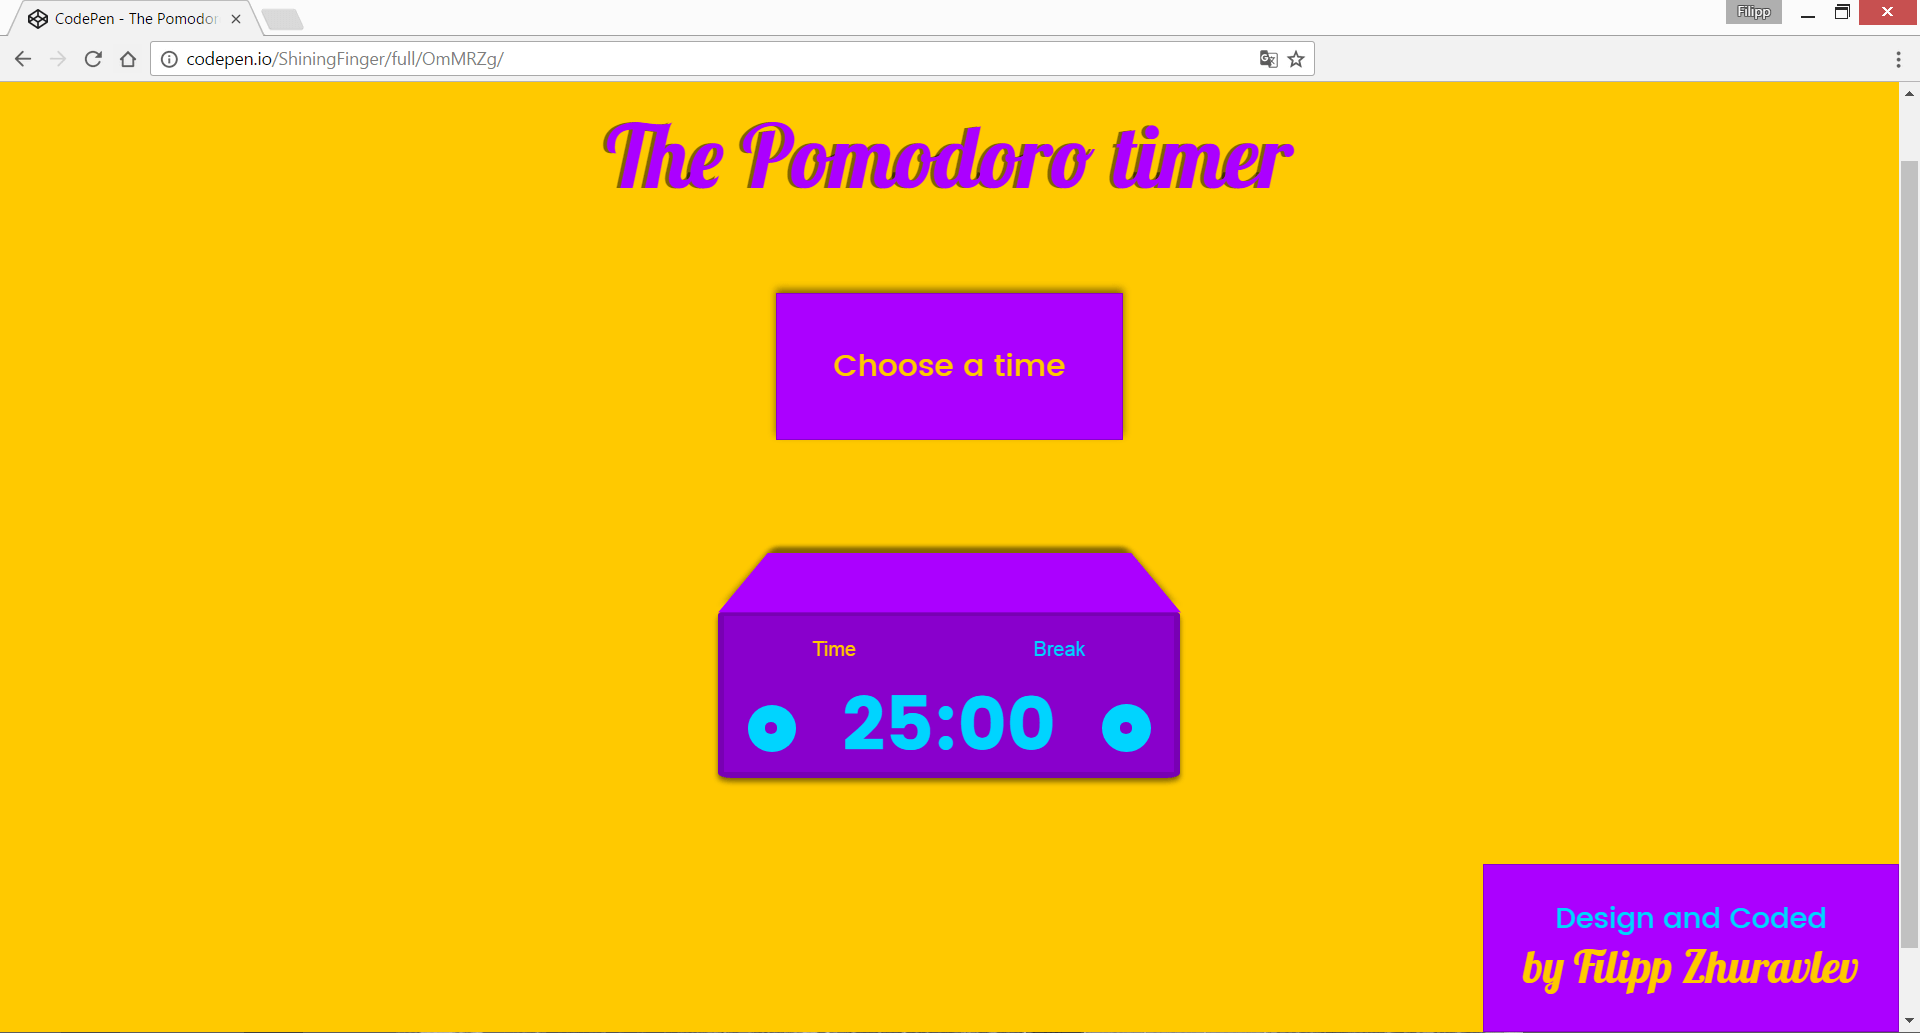 CodePen - The Pomodor
Filipp
codepen.io/ShiningFinger/full/OmMRZg/
The Pomodoro timer
Choose a time
Time Break
25:00
Design and Coded
by Filipp Zhuravlev